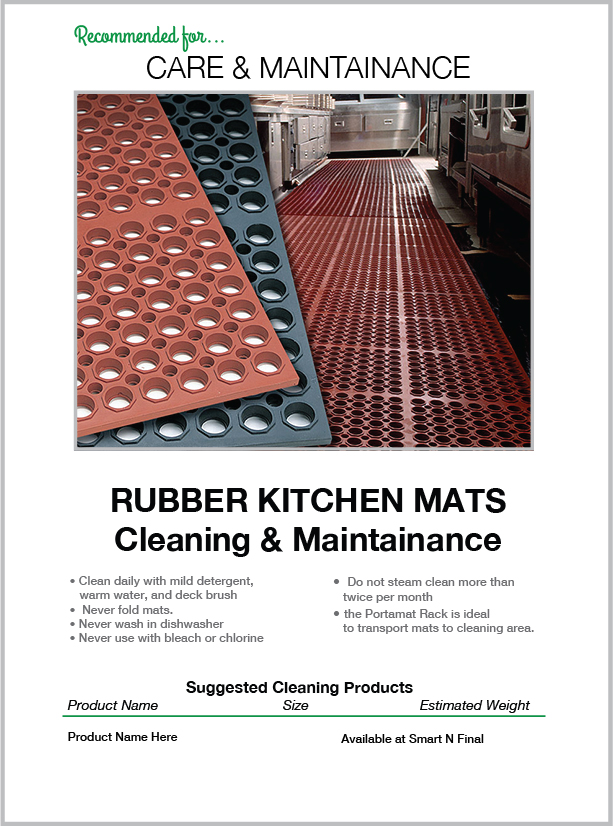 Recommended for...
CARE & MAINTAINANCE
RUBBER KITCHEN MATS
Cleaning & Maintainance
• Clean daily with mild detergent,
warm water, and deck brush
• Never fold mats.
• Never wash in dishwasher
• Never use with bleach or chlorine
• Do not steam clean more than
twice per month
• the Portamat Rack is ideal
to transport mats to cleaning area.
Suggested Cleaning Products
Product Name Size Estimated Weight
Product Name Here Available at Smart N Final